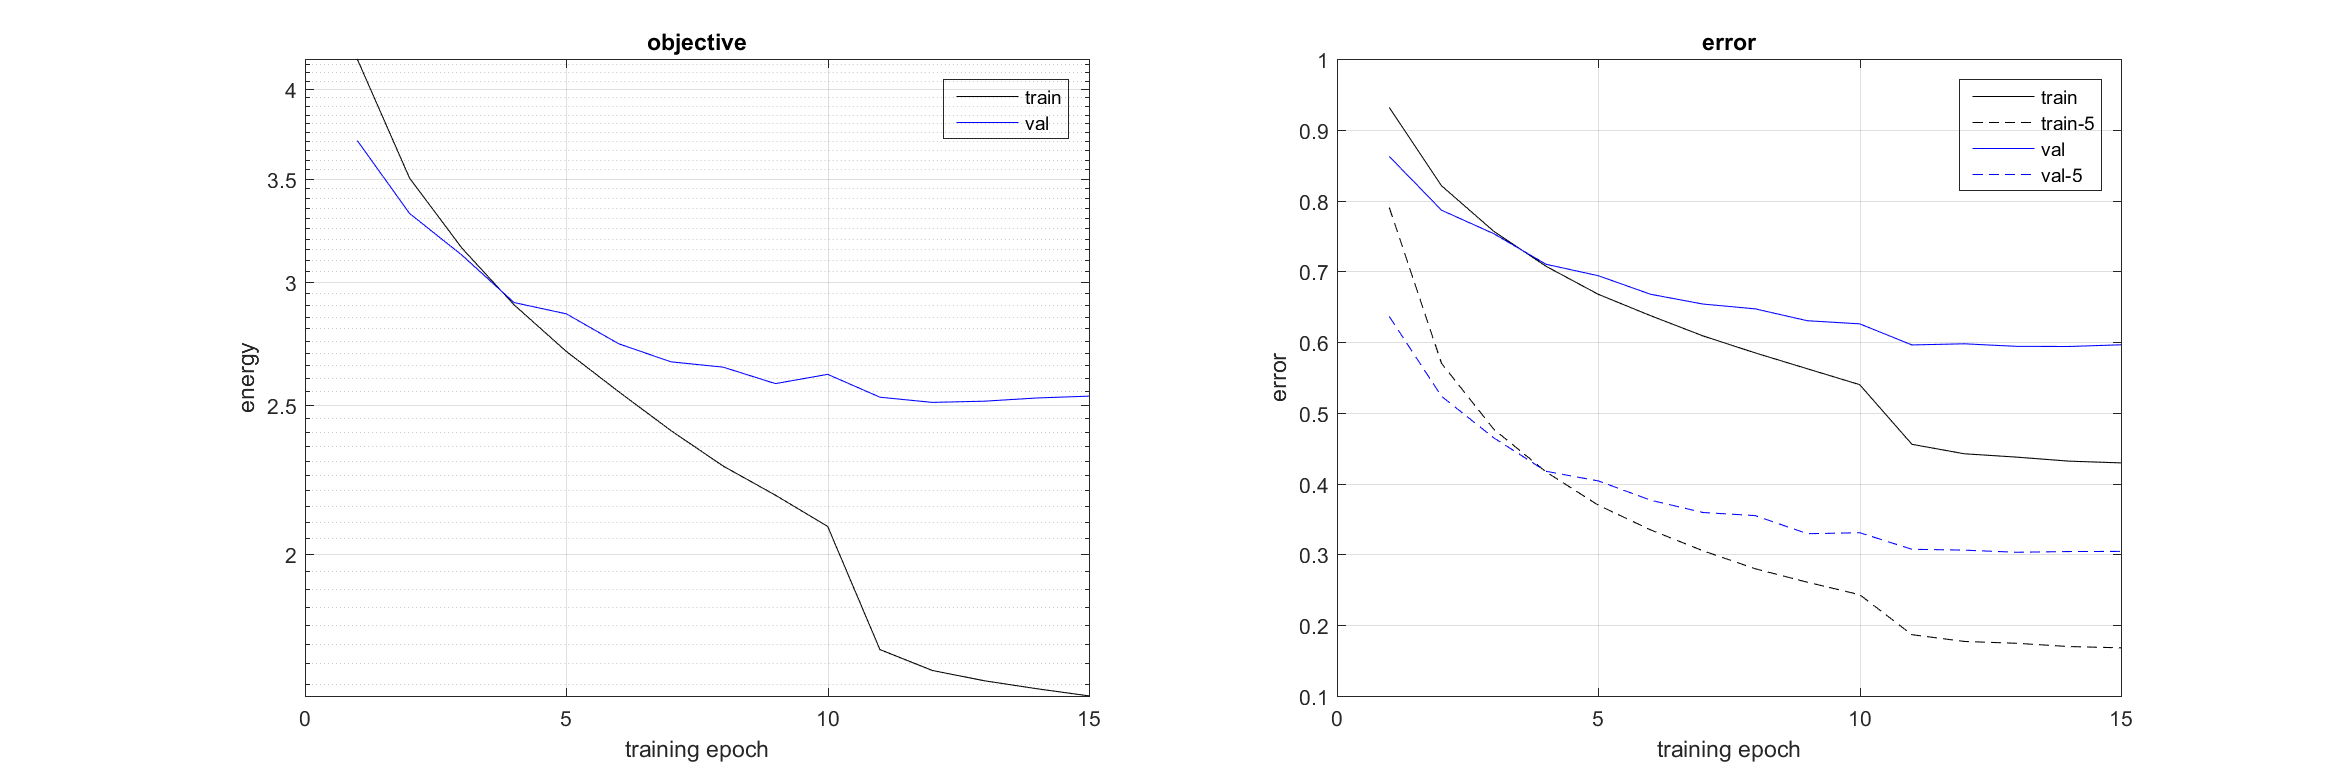 objective
4
3.5
3
2.5
2
energy
0
5
10
15
training epoch
train
val
error
1
0.9
0.8
0.7
0.6
0.5
0.4
0.3
0.2
0.1
error
0
5
10
15
training epoch
train
train-5
val
val-5